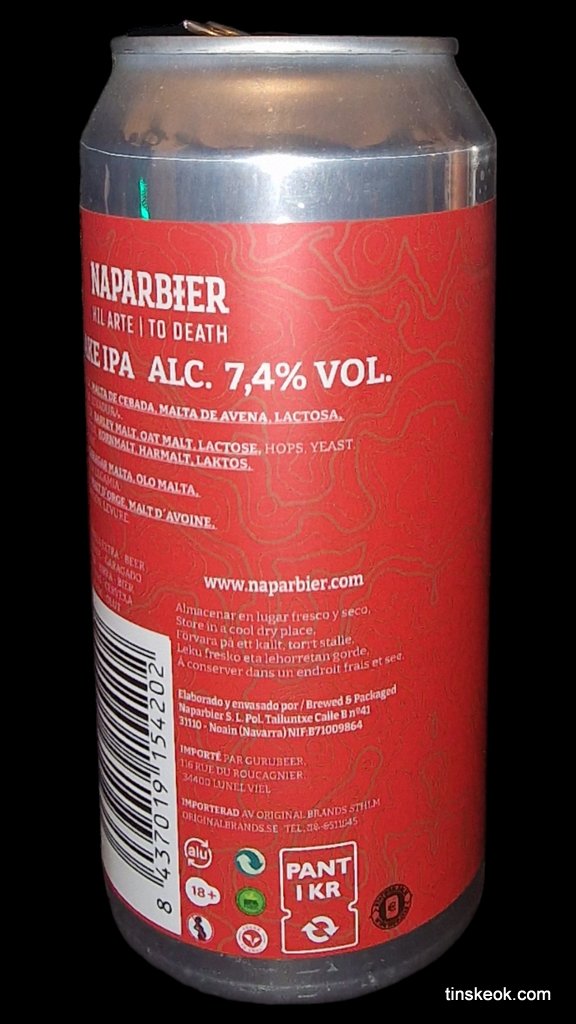 NAPARBIER
HIL ARTE | TO DEATH
AKE IPA ALC. 7,4% VOL.
MALTA DE CEBADA, MALTA DE AVENA, LACTOSA,
BARLEY MALT, OAT MALT, LACTOSE, HOPS, YEAST.
KORNMALT, HARMALT, LAKTOS,
MALTA, OLO MALTA,
D'ORGE, MALT D'AVOINE,
LEVURE.
BEER
BIER
www.naparbier.com
Almacenar en lugar fresco y seco,
Store in a cool dry place,
Förvara på ett kallt, torrt ställe,
Leku fresko eta lehorretan gorde,
À conserver dans un endroit frais et sec.
Elaborado y envasado por / Brewed & Packaged
Naparbier S. L. Pol. Talluntxe Calle B nº41
31110 - Noain (Navarra) NIF:B71009864
IMPORTÉ PAR GURUBEER,
116 RUE DU ROUCAGNIER,
34400 LUNEL VIEL
IMPORTERAD AV ORIGINAL BRANDS STHLM
ORIGINALBRANDS.SE TEL.
8 437019 154202
alu
18+
PANT
1 KR
tinskeok.com